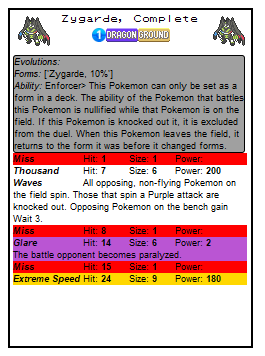 Zygarde, Complete
1 DRAGON GROUND
Evolutions:
Forms: ['Zygarde, 10%']
Ability: Enforcer> This Pokemon can only be set as a
form in a deck. The ability of the Pokemon that battles
this Pokemon is nullified while that Pokemon is on the
field. If this Pokemon is knocked out it, it is excluded
from the duel. When this Pokemon leaves the field, it
returns to the form it was before it changed forms.
Miss Hit: 1 Size: 1 Power:
Thousand Hit: 7 Size: 6 Power: 200
Waves All opposing, non-flying Pokemon on
the field spin. Those that spin a Purple attack are
knocked out. Opposing Pokemon on the bench gain
Wait 3.
Miss Hit: 8 Size: 1 Power:
Glare Hit: 14 Size: 6 Power: 2
The battle opponent becomes paralyzed.
Miss Hit: 15 Size: 1 Power:
Extreme Speed Hit: 24 Size: 9 Power: 180